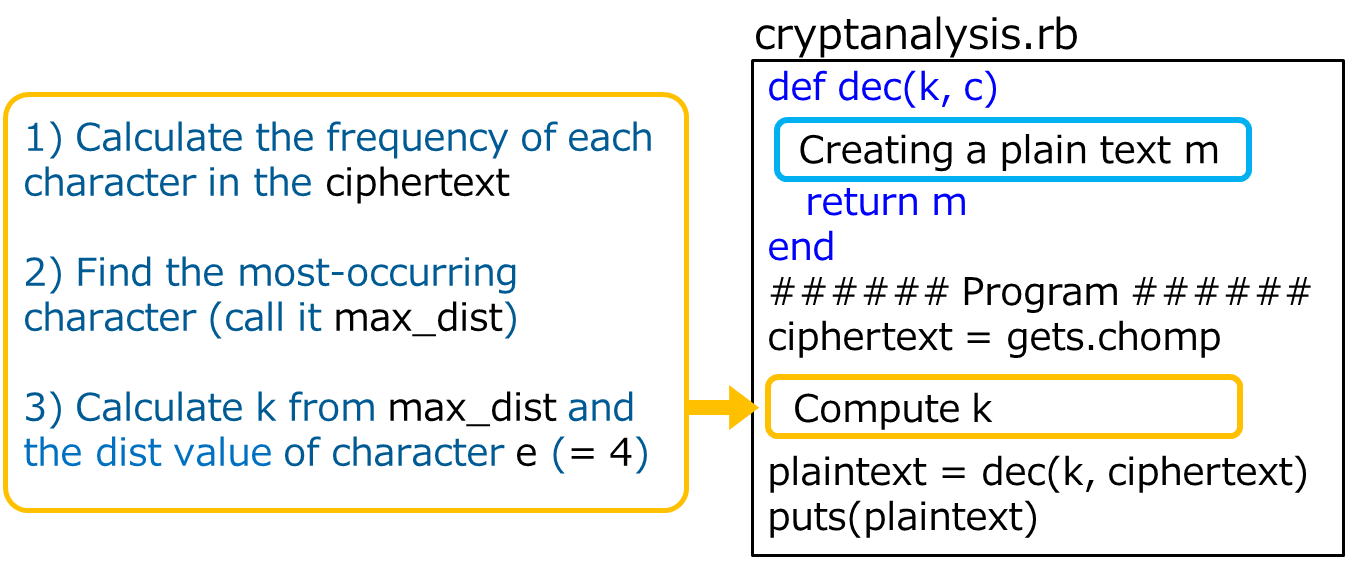 cryptanalysis.rb
1) Calculate the frequency of each
character in the ciphertext
2) Find the most-occurring
character (call it max_dist)
3) Calculate k from max_dist and
the dist value of character e (= 4)
def dec(k, c)
Creating a plain text m
return m
end
###### Program ######
ciphertext = gets.chomp
Compute k
plaintext = dec(k, ciphertext)
puts(plaintext)